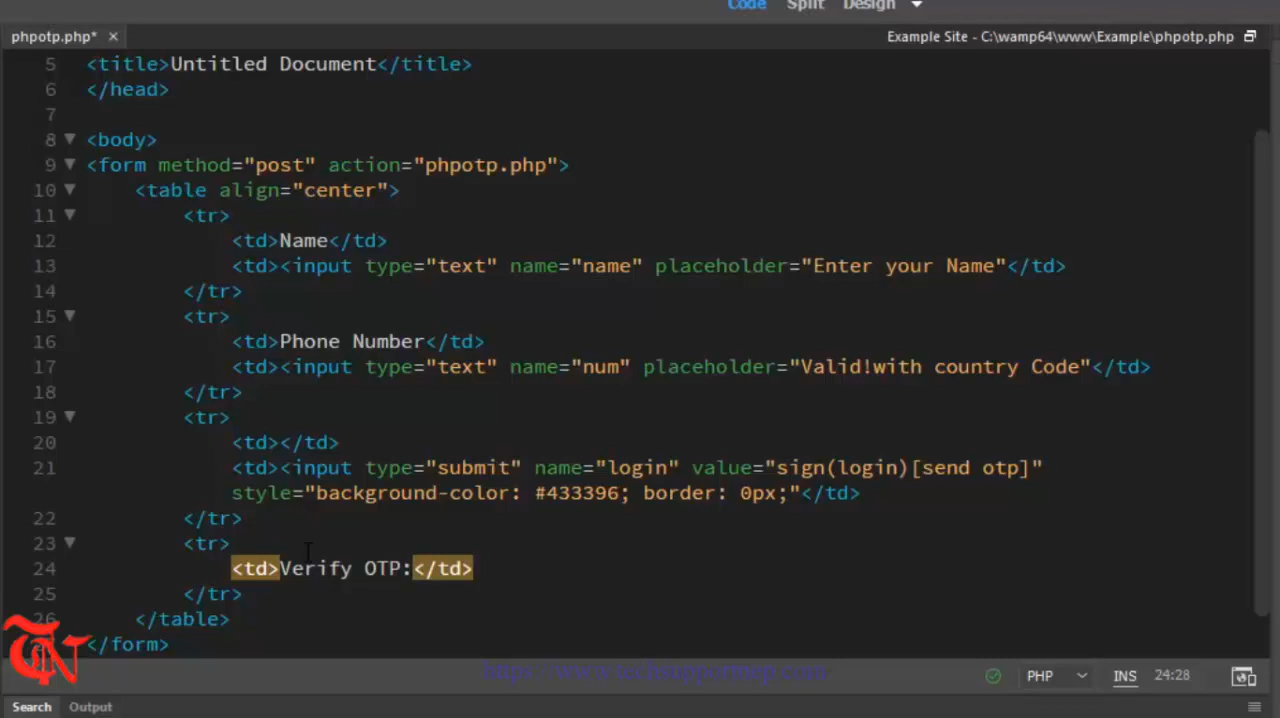 Code Split Design
phpotp.php* × Example Site - C:\wamp64\www\Example\phpotp.php
5 <title>Untitled Document</title>
6 </head>
7
8 <body>
9 <form method="post" action="phpotp.php">
10 <table align="center">
11 <tr>
12 <td>Name</td>
13 <td><input type="text" name="name" placeholder="Enter your Name"</td>
14 </tr>
15 <tr>
16 <td>Phone Number</td>
17 <td><input type="text" name="num" placeholder="Valid!with country Code"</td>
18 </tr>
19 <tr>
20 <td></td>
21 <td><input type="submit" name="login" value="sign(login)[send otp]"
style="background-color: #433396; border: 0px;"</td>
22 </tr>
23 <tr>
24 <td>Verify OTP:</td>
25 </tr>
26 </table>
</form>
PHP INS 24:28
Search Output